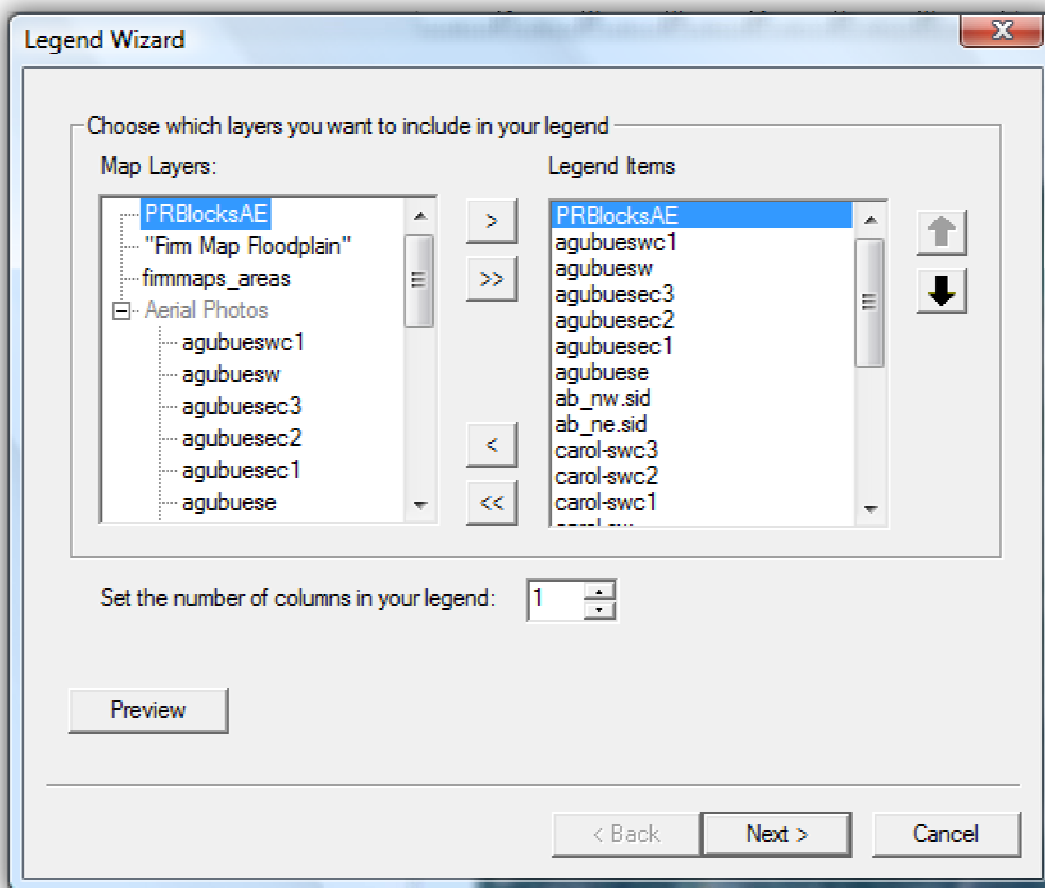 Legend Wizard
Choose which layers you want to include in your legend
Map Layers:
PRBlocksAE
"Firm Map Floodplain"
firmmaps_areas
Aerial Photos
agubueswc1
agubuesw
agubuesec3
agubuesec2
agubuesec1
agubuese
>
>>
<
<<
Legend Items
PRBlocksAE
agubueswc1
agubuesw
agubuesec3
agubuesec2
agubuesec1
agubuese
ab_nw.sid
ab_ne.sid
carol-swc3
carol-swc2
carol-swc1
Set the number of columns in your legend: 1
Preview
< Back Next > Cancel